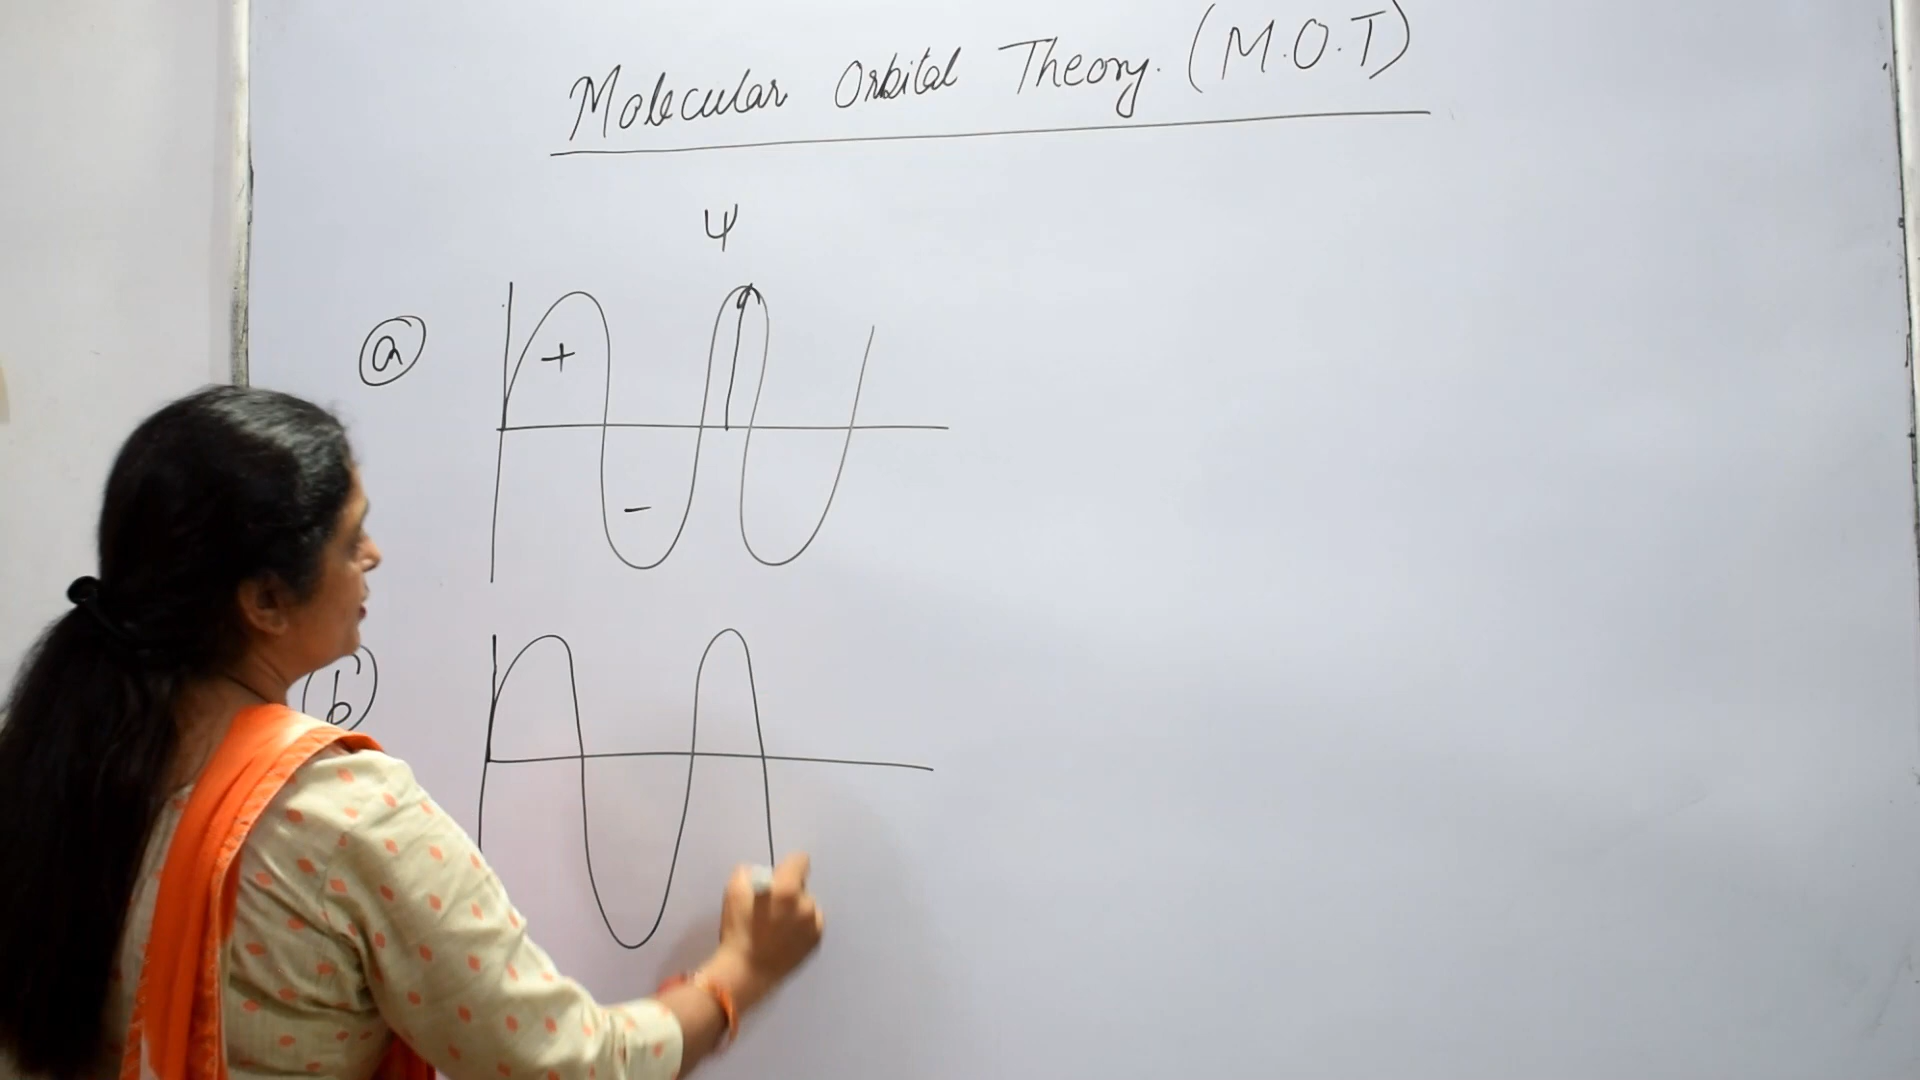 Molecular Orbital Theory. (M.O.T)
Ψ
a
+
-
b